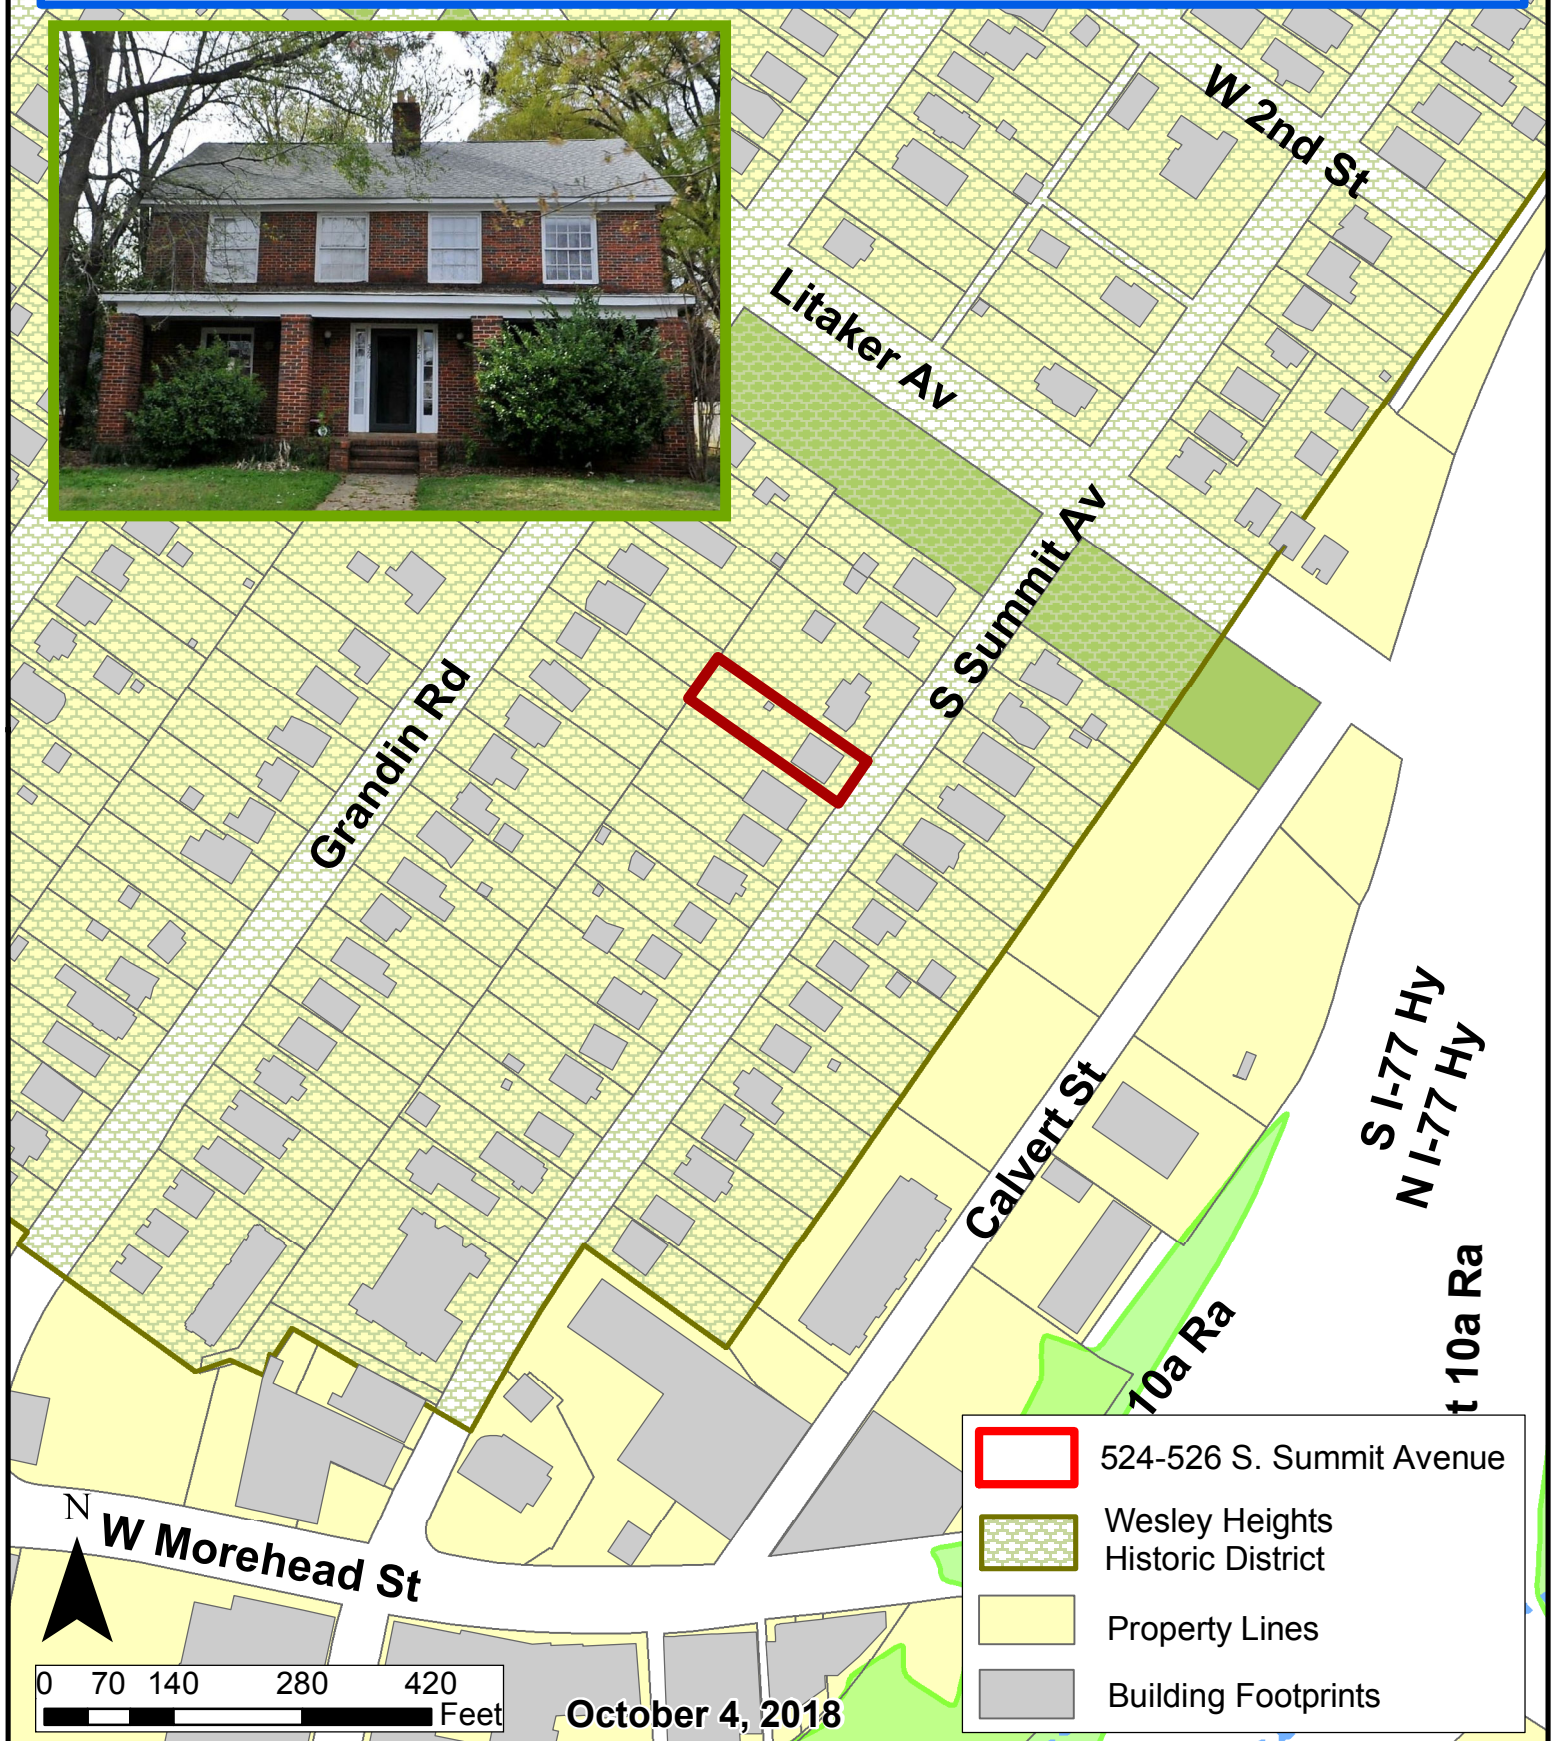 W 2nd St
Litaker Av
S Summit Av
Grandin Rd
Calvert St
S I-77 Hy
N I-77 Hy
10a Ra
t 10a Ra
W Morehead St
N
524-526 S. Summit Avenue
Wesley Heights
Historic District
Property Lines
Building Footprints
0 70 140 280 420
Feet
October 4, 2018